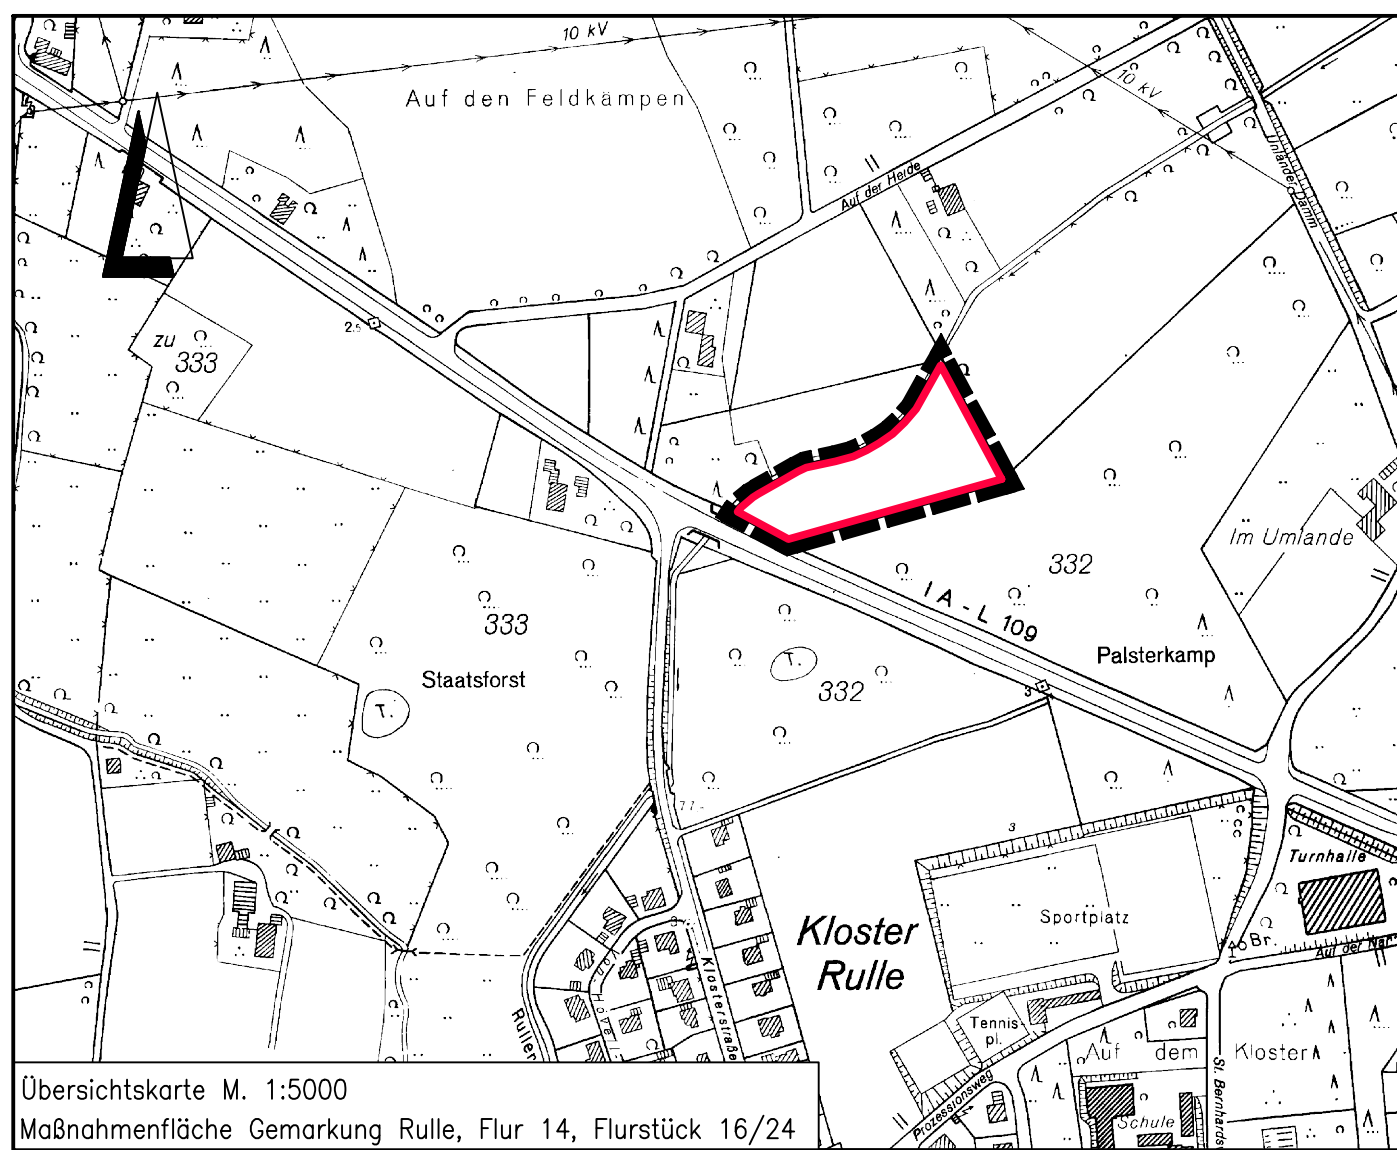 10 kV
Auf den Feldkämpen
10 kV
Unländer Damm
Auf der Heide
2.5
zu
333
Im Umlande
332
I A - L 109
333
Palsterkamp
Staatsforst
T.
332
T.
3
77
3
Turnhalle
Kloster
Rulle
Sportplatz
Br.
Auf der
Klosterstraße
Ruller
Tennis-
pl.
Auf dem Kloster
Prozessionsweg
Schule
St. Bernhards
Übersichtskarte M. 1:5000
Maßnahmenfläche Gemarkung Rulle, Flur 14, Flurstück 16/24